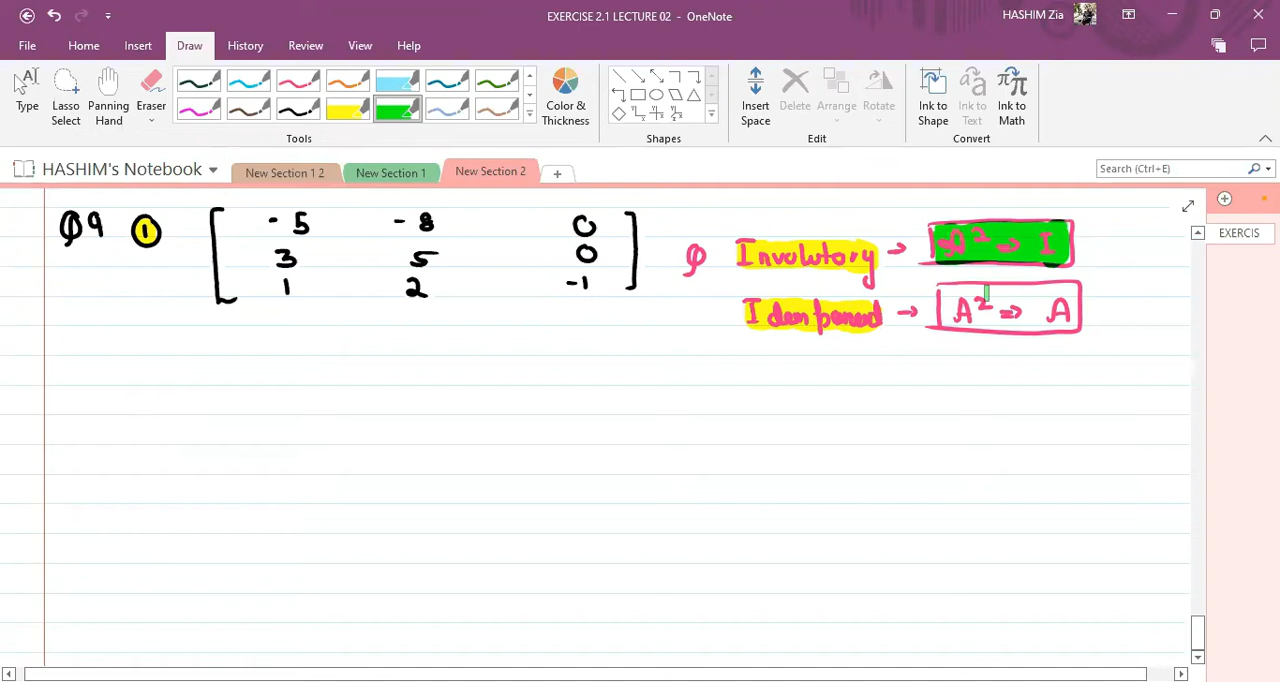 EXERCISE 2.1 LECTURE 02 - OneNote
HASHIM Zia
File Home Insert Draw History Review View Help
Type
Lasso Select
Panning Hand
Eraser
Color & Thickness
Insert Space
Delete
Arrange
Rotate
Ink to Shape
Ink to Text
Ink to Math
Tools
Shapes
Edit
Convert
HASHIM's Notebook
New Section 1 2
New Section 1
New Section 2
Search (Ctrl+E)
EXERCIS
Q9 1
-5 -8 0
3 5 0
1 2 -1
φ Involutory → A² ⇒ I
→ A² ⇒ A